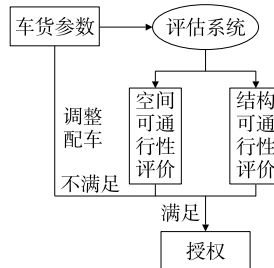 车货参数
评估系统
空间
可通
行性
评价
结构
可通
行性
评价
调整
配车
不满足
满足
授权